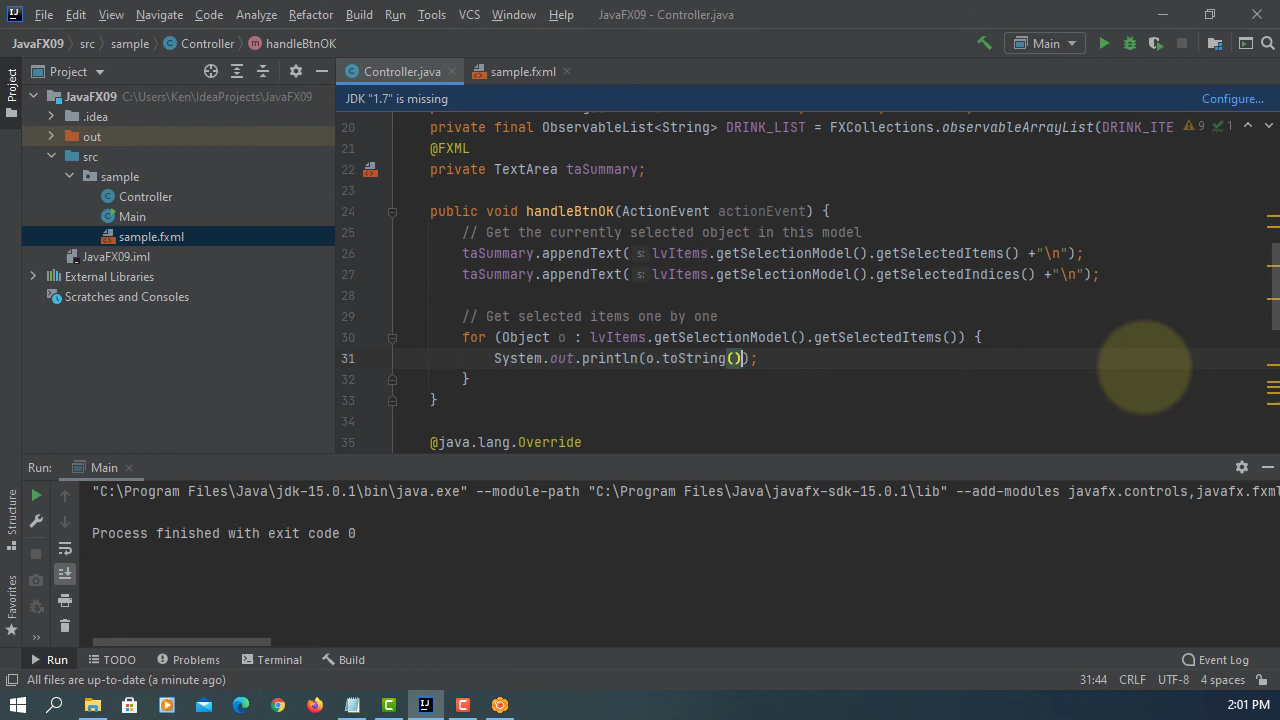 File Edit View Navigate Code Analyze Refactor Build Run Tools VCS Window Help JavaFX09 - Controller.java
JavaFX09 src sample Controller handleBtnOK Main
Project Project Controller.java sample.fxml
JavaFX09 C:\Users\Ken\IdeaProjects\JavaFX09
.idea
out
src
sample
Controller
Main
sample.fxml
JavaFX09.iml
External Libraries
Scratches and Consoles
JDK "1.7" is missing Configure...
20 private final ObservableList<String> DRINK_LIST = FXCollections.observableArrayList(DRINK_ITE 9 1
21 @FXML
22 private TextArea taSummary;
23
24 public void handleBtnOK(ActionEvent actionEvent) {
25 // Get the currently selected object in this model
26 taSummary.appendText( s: lvItems.getSelectionModel().getSelectedItems() +"\n");
27 taSummary.appendText( s: lvItems.getSelectionModel().getSelectedIndices() +"\n");
28
29 // Get selected items one by one
30 for (Object o : lvItems.getSelectionModel().getSelectedItems()) {
31 System.out.println(o.toString());
32 }
33 }
34
35 @java.lang.Override
Run: Main
"C:\Program Files\Java\jdk-15.0.1\bin\java.exe" --module-path "C:\Program Files\Java\javafx-sdk-15.0.1\lib" --add-modules javafx.controls,javafx.fxml
Process finished with exit code 0
Structure
Favorites
Run TODO Problems Terminal Build Event Log
All files are up-to-date (a minute ago) 31:44 CRLF UTF-8 4 spaces
2:01 PM